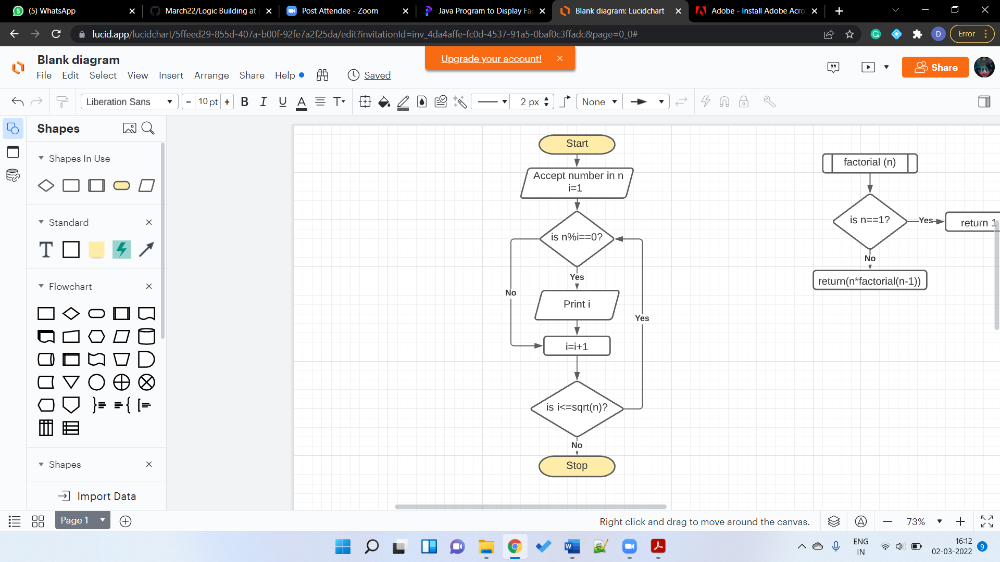 (5) WhatsApp
March22/Logic Building at
Post Attendee - Zoom
Java Program to Display Fa
Blank diagram: Lucidchart
Adobe - Install Adobe Acro
lucid.app/lucidchart/5ffeed29-855d-407a-b00f-92fe7a2f25da/edit?invitationId=inv_4da4affe-fc0d-4537-91a5-0baf0c3ffadc&page=0_0#
D
Error
Blank diagram
Upgrade your account!
File Edit Select View Insert Arrange Share Help
Saved
Share
Liberation Sans
- 10 pt +
B I U A T
2 px
None
Shapes
Shapes In Use
Standard
T
Flowchart
Shapes
Import Data
Start
Accept number in n
i=1
is n%i==0?
Yes
No
Print i
Yes
i=i+1
is i<=sqrt(n)?
No
Stop
factorial (n)
is n==1?
Yes
return 1
No
return(n*factorial(n-1))
Page 1
Right click and drag to move around the canvas.
73%
ENG
IN
16:12
02-03-2022
9